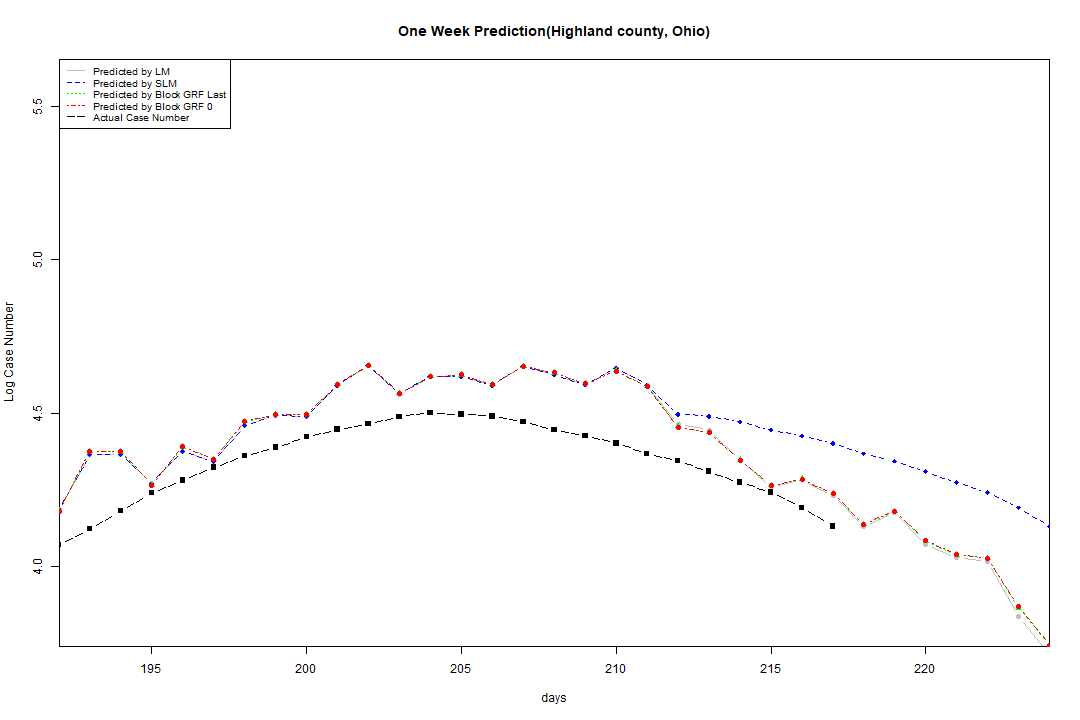 One Week Prediction(Highland county, Ohio)
Predicted by LM
Predicted by SLM
Predicted by Block GRF Last
Predicted by Block GRF 0
Actual Case Number
5.5
5.0
4.5
4.0
Log Case Number
195 200 205 210 215 220
days